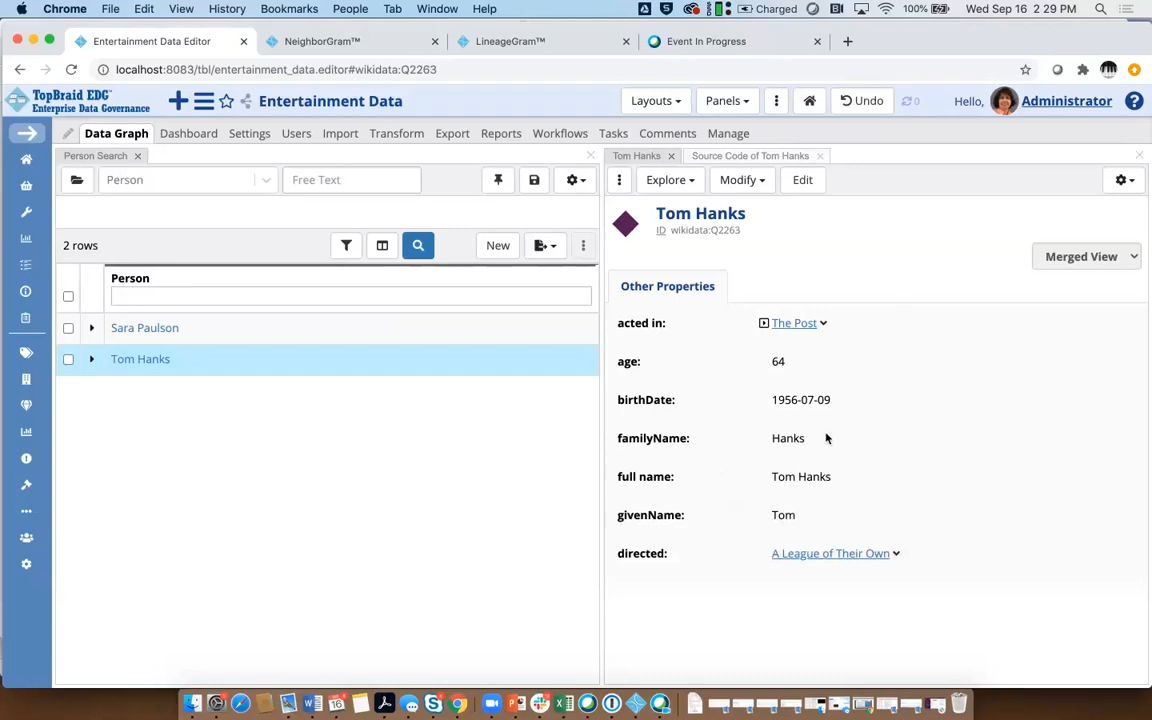 Chrome File Edit View History Bookmarks People Tab Window Help Charged 100% Wed Sep 16 2:29 PM
Entertainment Data Editor NeighborGram™ LineageGram™ Event In Progress
localhost:8083/tbl/entertainment_data.editor#wikidata:Q2263
TopBraid EDG™
Enterprise Data Governance
Entertainment Data Layouts Panels Undo 0 Hello, Administrator
Data Graph Dashboard Settings Users Import Transform Export Reports Workflows Tasks Comments Manage
Person Search Tom Hanks Source Code of Tom Hanks
Person Free Text Explore Modify Edit
Tom Hanks
ID wikidata:Q2263
2 rows New
Merged View
Person
Other Properties
Sara Paulson
Tom Hanks
acted in: The Post
age: 64
birthDate: 1956-07-09
familyName: Hanks
full name: Tom Hanks
givenName: Tom
directed: A League of Their Own